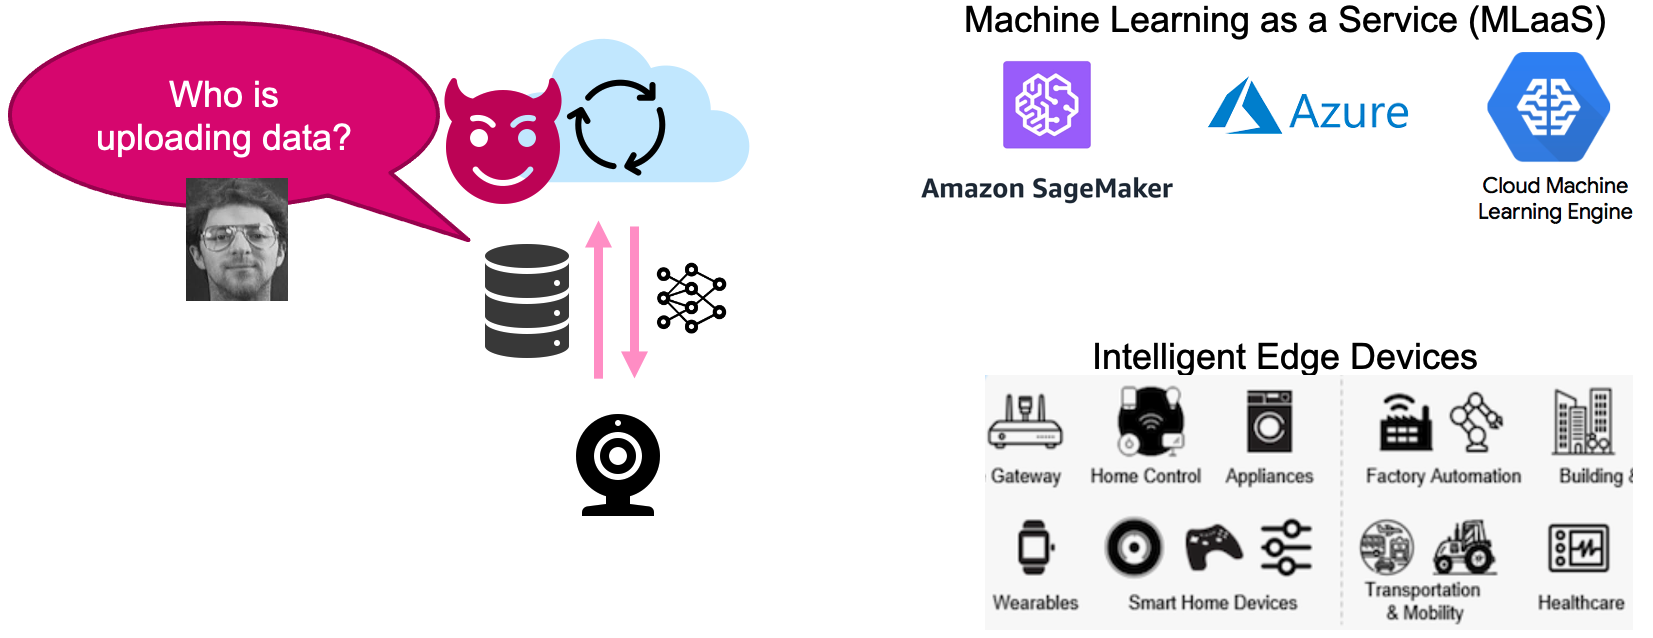 Who is
uploading data?
Machine Learning as a Service (MLaaS)
Amazon SageMaker
Azure
Cloud Machine
Learning Engine
Intelligent Edge Devices
Gateway
Home Control
Appliances
Factory Automation
Building &
Wearables
Smart Home Devices
Transportation
& Mobility
Healthcare